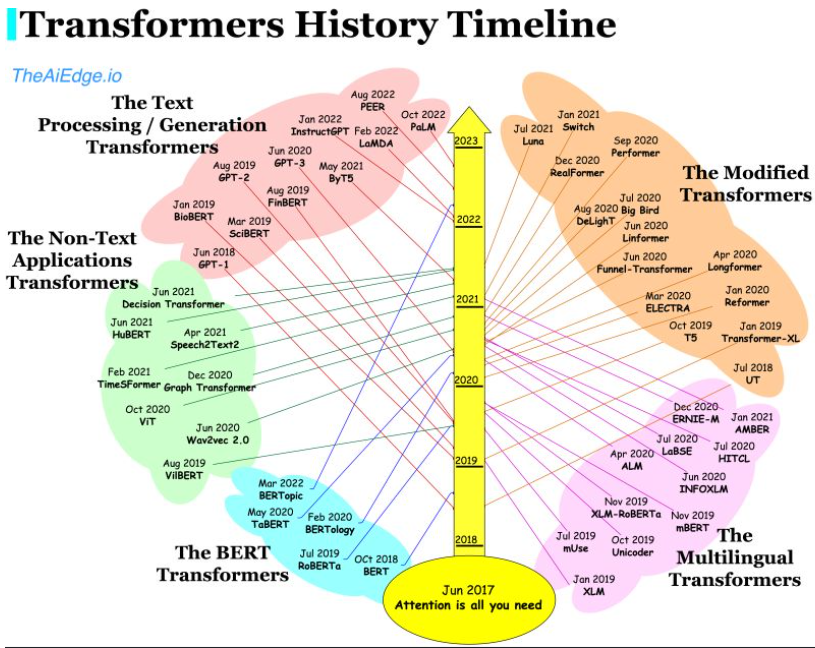 Transformers History Timeline
TheAiEdge.io
The Text
Processing / Generation
Transformers
Aug 2022
PEER
Jan 2022
InstructGPT
Feb 2022
LaMDA
Oct 2022
PaLM
Jun 2020
GPT-3
May 2021
ByT5
Aug 2019
GPT-2
Aug 2019
FinBERT
Jan 2019
BioBERT
Mar 2019
SciBERT
Jun 2018
GPT-1
The Non-Text
Applications
Transformers
Jun 2021
Decision Transformer
Jun 2021
HuBERT
Apr 2021
Speech2Text2
Feb 2021
TimeSFormer
Dec 2020
Graph Transformer
Oct 2020
ViT
Jun 2020
Wav2vec 2.0
Aug 2019
VilBERT
The BERT
Transformers
Mar 2022
BERTopic
May 2020
TaBERT
Feb 2020
BERTology
Jul 2019
RoBERTa
OCt 2018
BERT
2023
2022
2021
2020
2019
2018
Jun 2017
Attention is all you need
The Modified
Transformers
Jul 2021
Luna
Jan 2021
Switch
Sep 2020
Performer
Dec 2020
RealFormer
Aug 2020
DeLighT
Jul 2020
Big Bird
Jun 2020
Linformer
Jun 2020
Funnel-Transformer
Apr 2020
Longformer
Mar 2020
ELECTRA
Jan 2020
Reformer
Oct 2019
T5
Jan 2019
Transformer-XL
Jul 2018
UT
The
Multilingual
Transformers
Dec 2020
ERNIE-M
Jan 2021
AMBER
Jul 2020
LaBSE
Jul 2020
HITCL
Apr 2020
ALM
Jun 2020
INFOXLM
Nov 2019
XLM-RoBERTa
Nov 2019
mBERT
Jul 2019
mUse
Oct 2019
Unicoder
Jan 2019
XLM